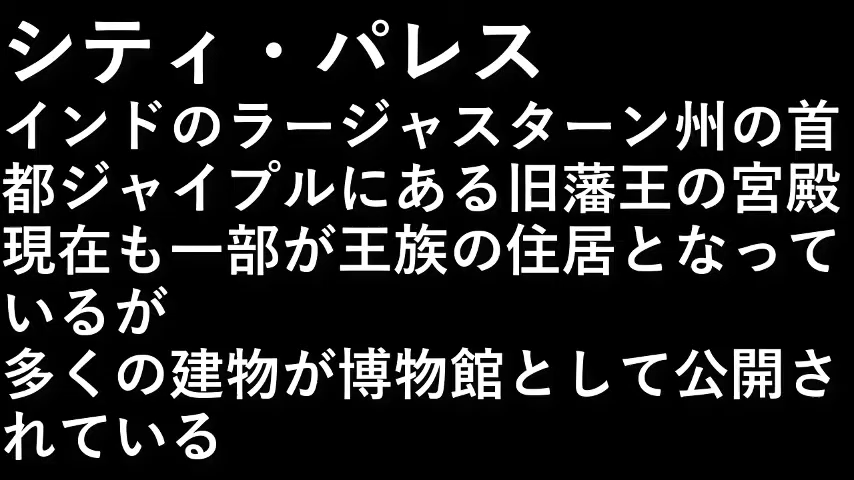 シティ・パレス
インドのラージャスターン州の首
都ジャイプルにある旧藩王の宮殿
現在も一部が王族の住居となって
いるが
多くの建物が博物館として公開さ
れている